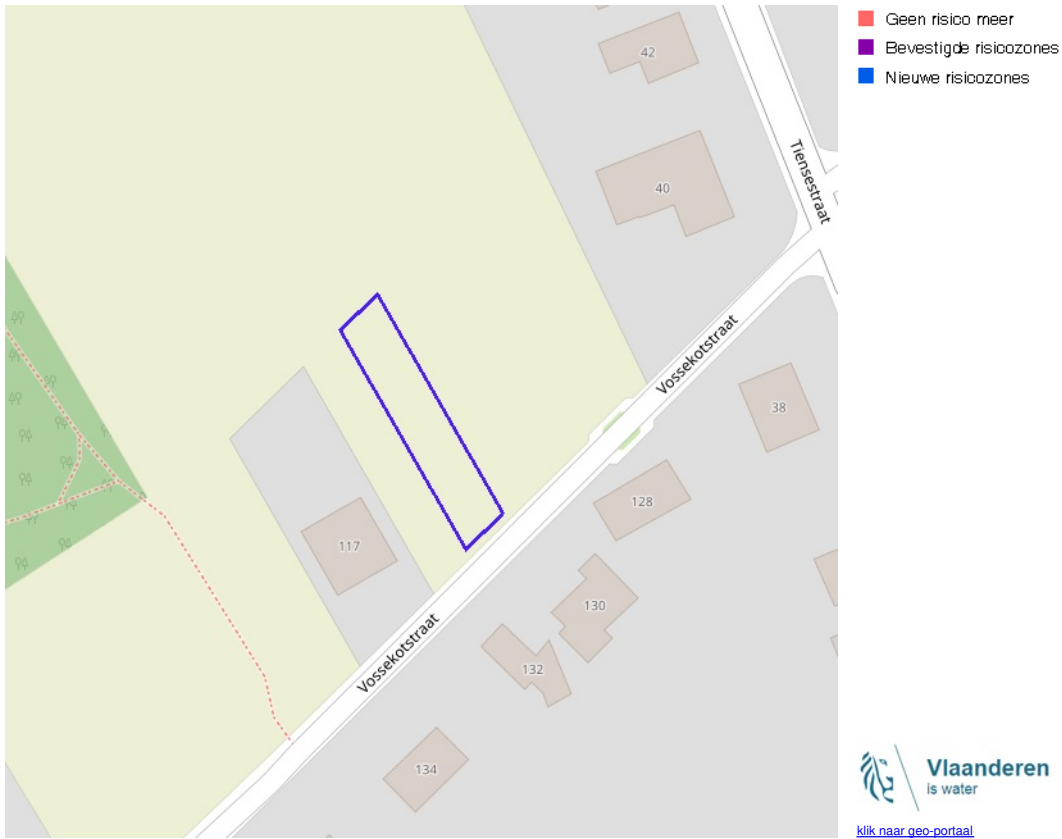 Geen risico meer
Bevestigde risicozones
Nieuwe risicozones
42
40
Tiensestraat
Vossekotstraat
38
128
117
130
Vossekotstraat
132
134
Vlaanderen
is water
klik naar geo-portaal